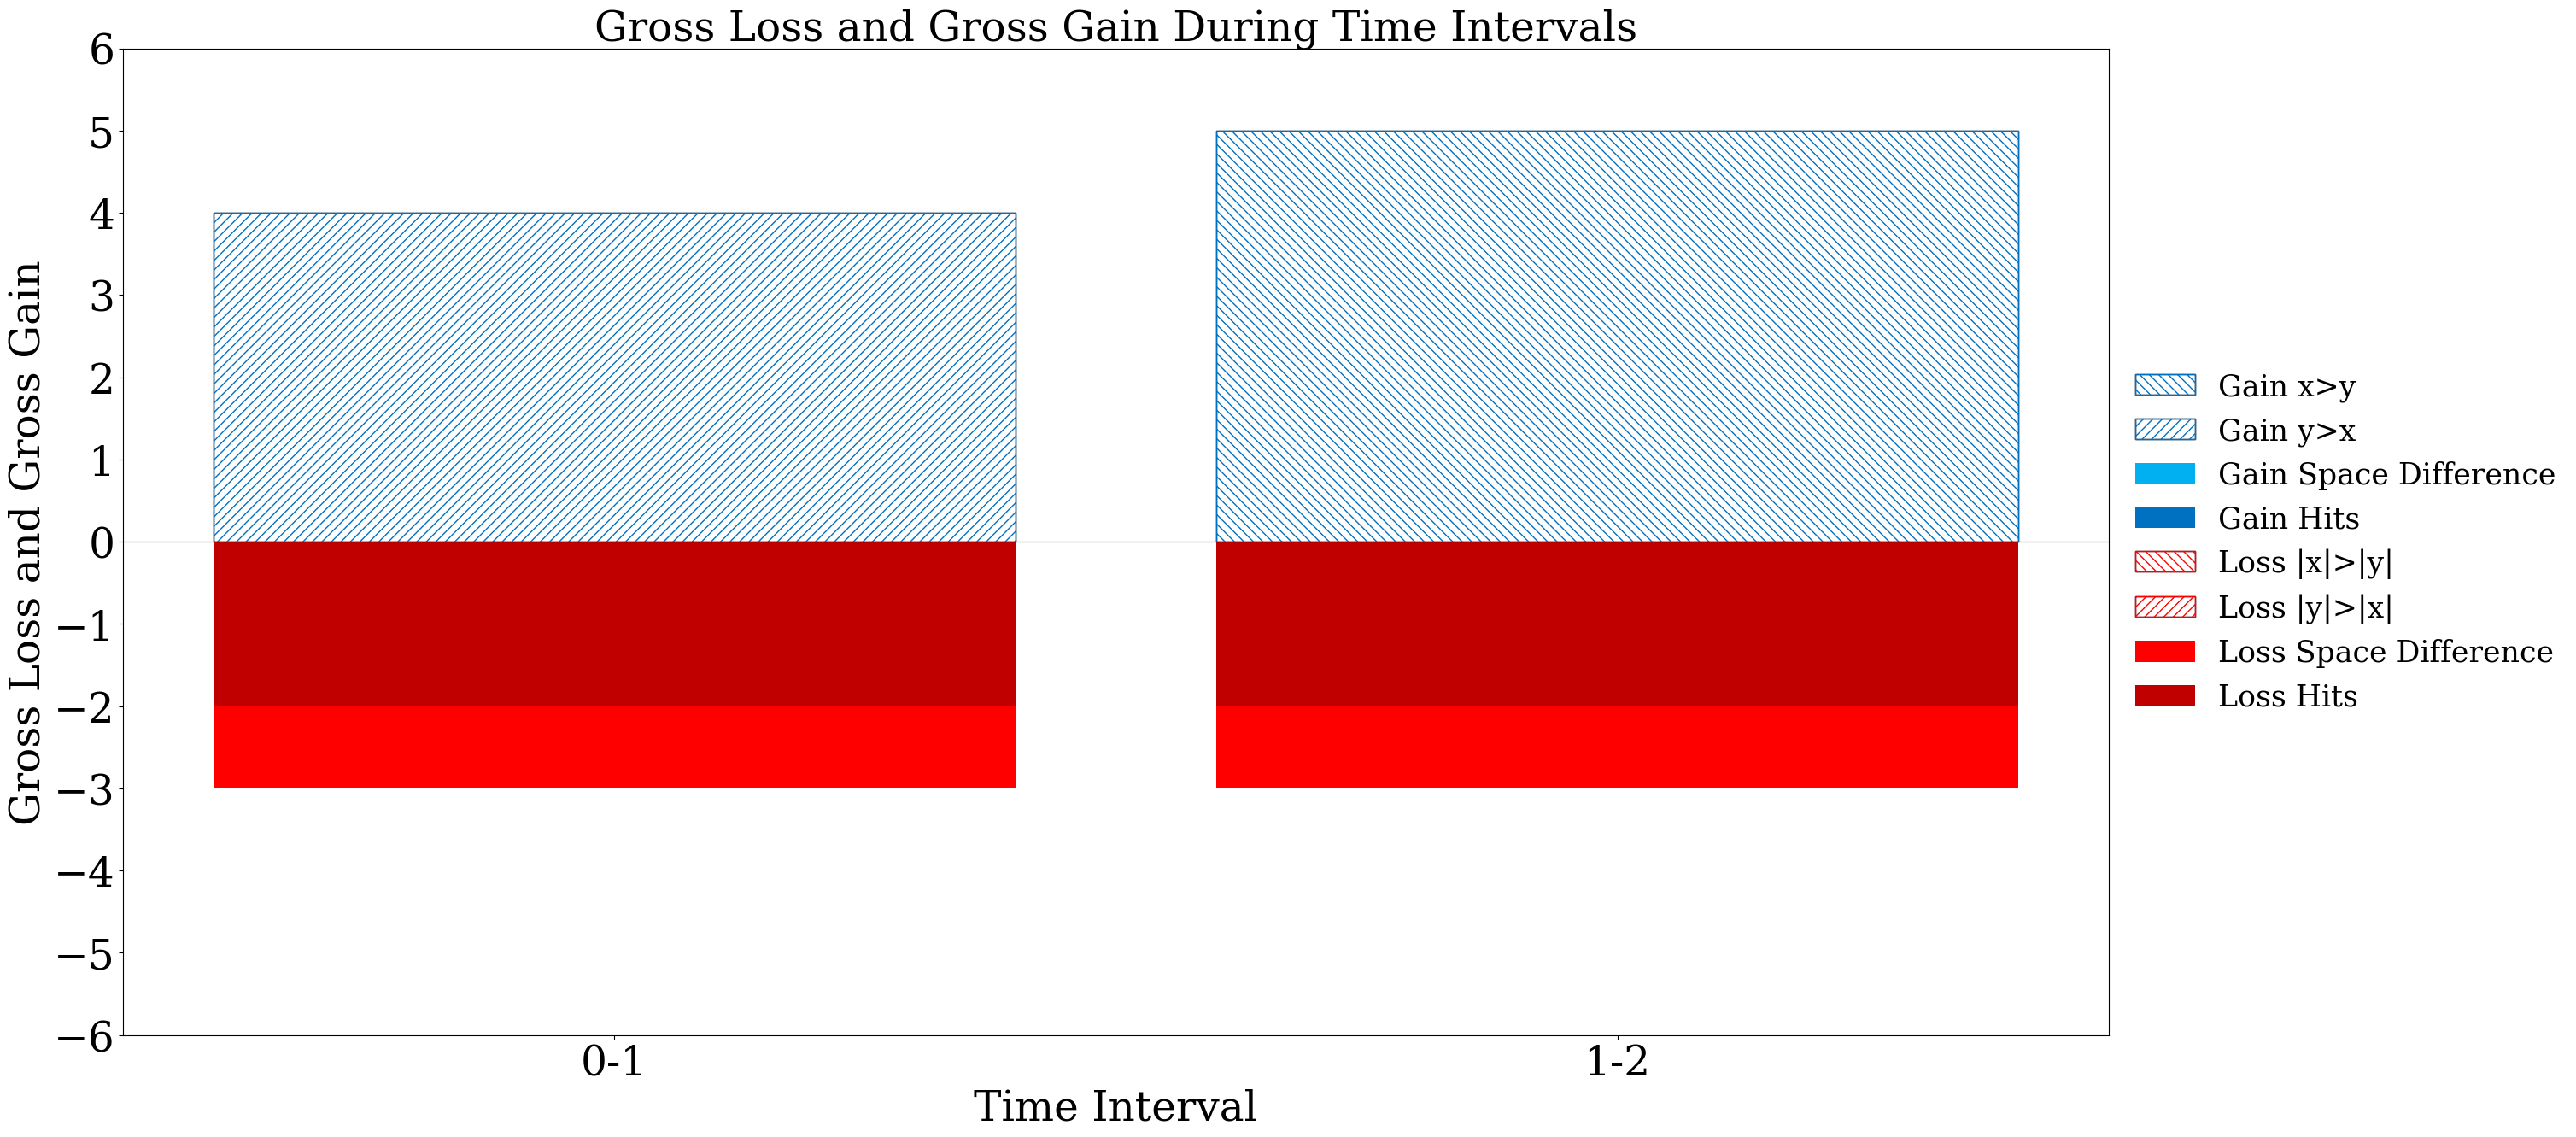 Gross Loss and Gross Gain During Time Intervals
Gross Loss and Gross Gain
6
5
4
3
2
1
0
−1
−2
−3
−4
−5
−6
0-1
1-2
Time Interval
Gain x>y
Gain y>x
Gain Space Difference
Gain Hits
Loss |x|>|y|
Loss |y|>|x|
Loss Space Difference
Loss Hits